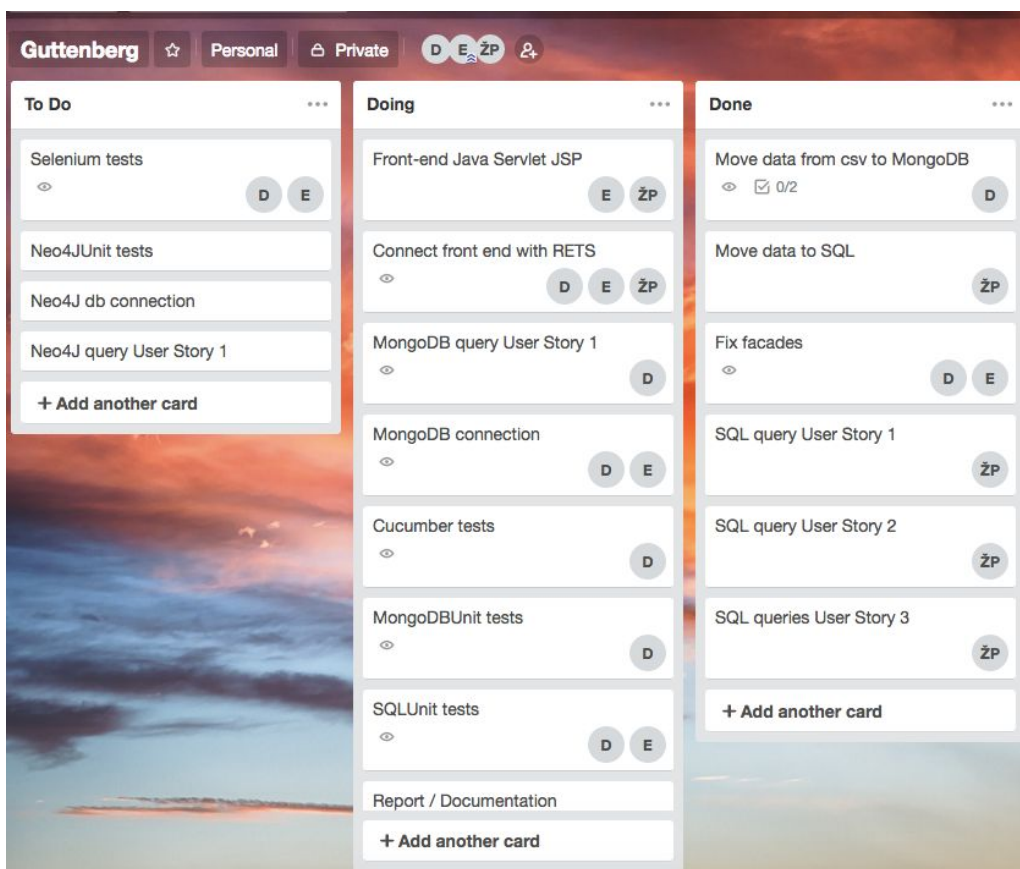 Guttenberg Personal Private D E ŽP
To Do
Selenium tests
D E
Neo4JUnit tests
Neo4J db connection
Neo4J query User Story 1
+ Add another card
Doing
Front-end Java Servlet JSP
E ŽP
Connect front end with RETS
D E ŽP
MongoDB query User Story 1
D
MongoDB connection
D E
Cucumber tests
D
MongoDBUnit tests
D
SQLUnit tests
D E
Report / Documentation
+ Add another card
Done
Move data from csv to MongoDB
0/2 D
Move data to SQL
ŽP
Fix facades
D E
SQL query User Story 1
ŽP
SQL query User Story 2
ŽP
SQL queries User Story 3
ŽP
+ Add another card